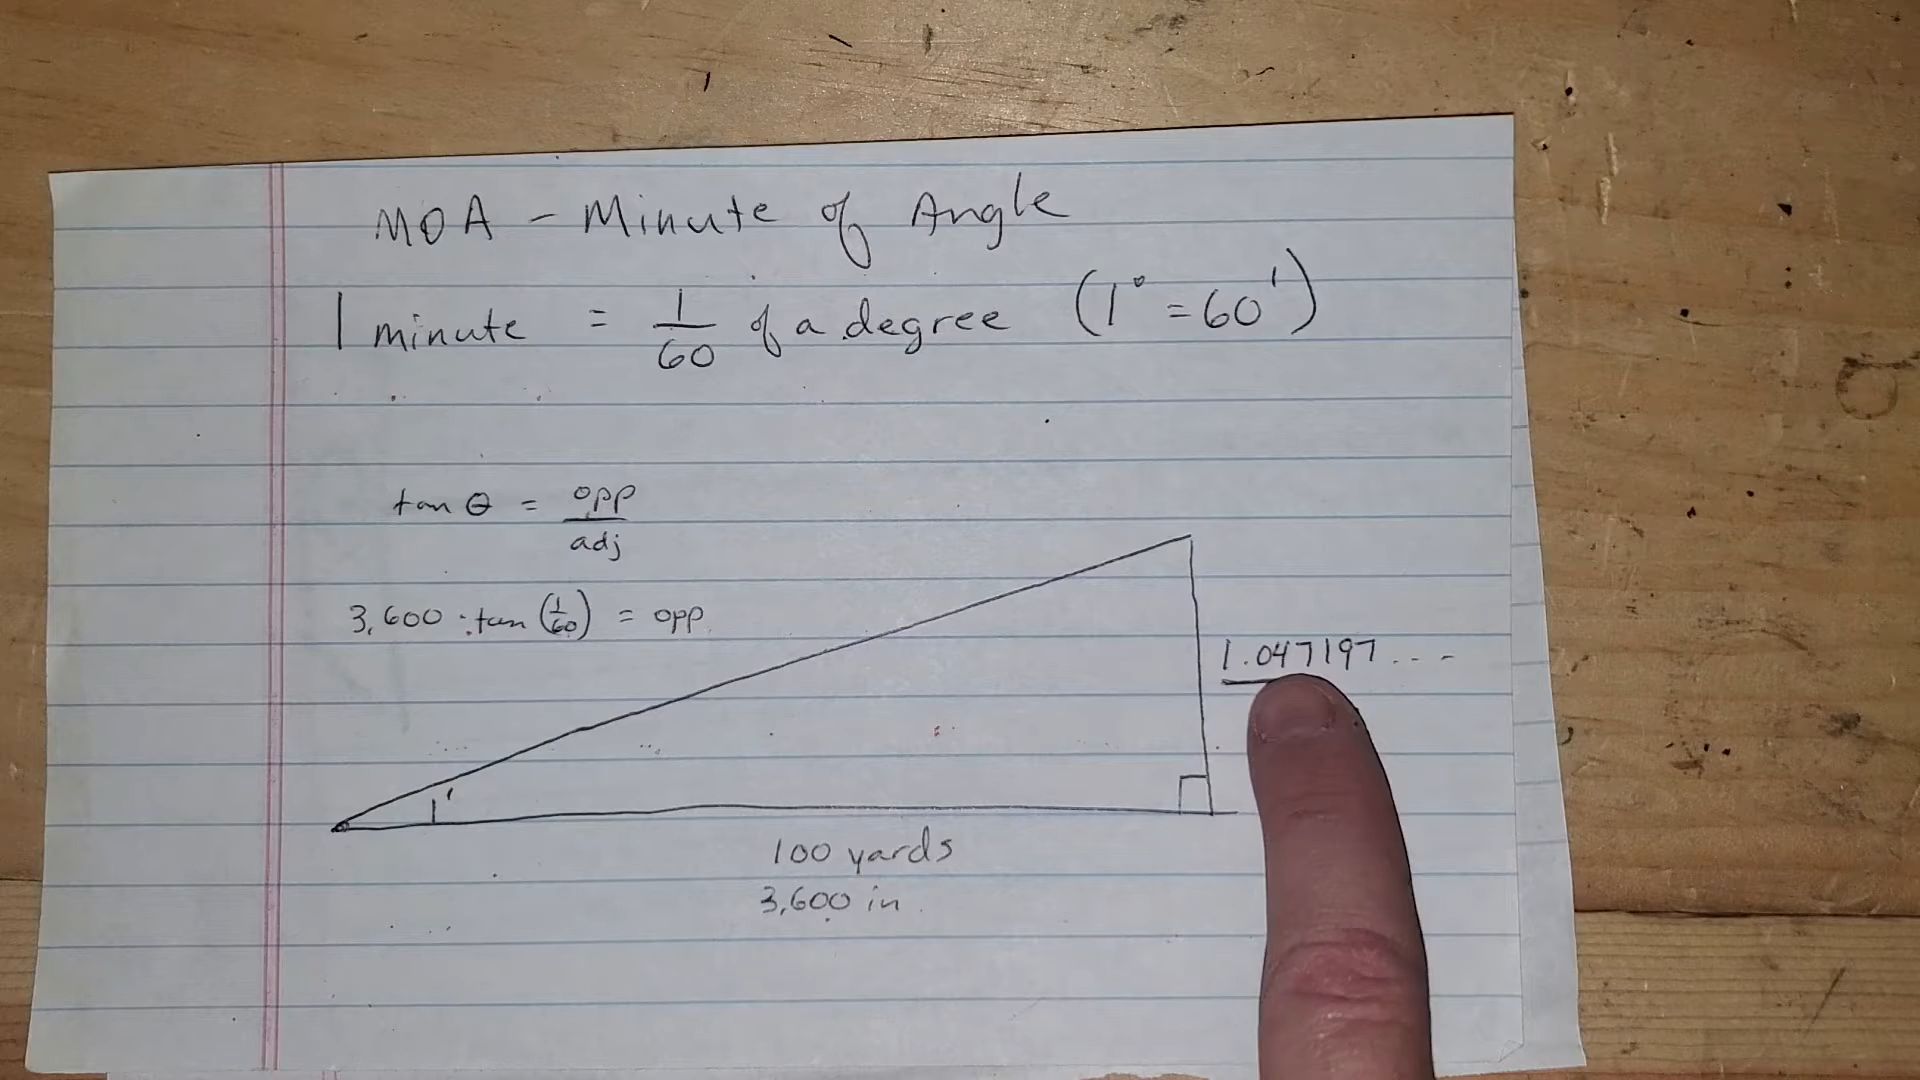 MOA - Minute of Angle
1 minute = 1/60 of a degree (1° = 60')
tan θ = opp/adj
3,600 · tan (1/60) = opp
1.047197...
1'
100 yards
3,600 in